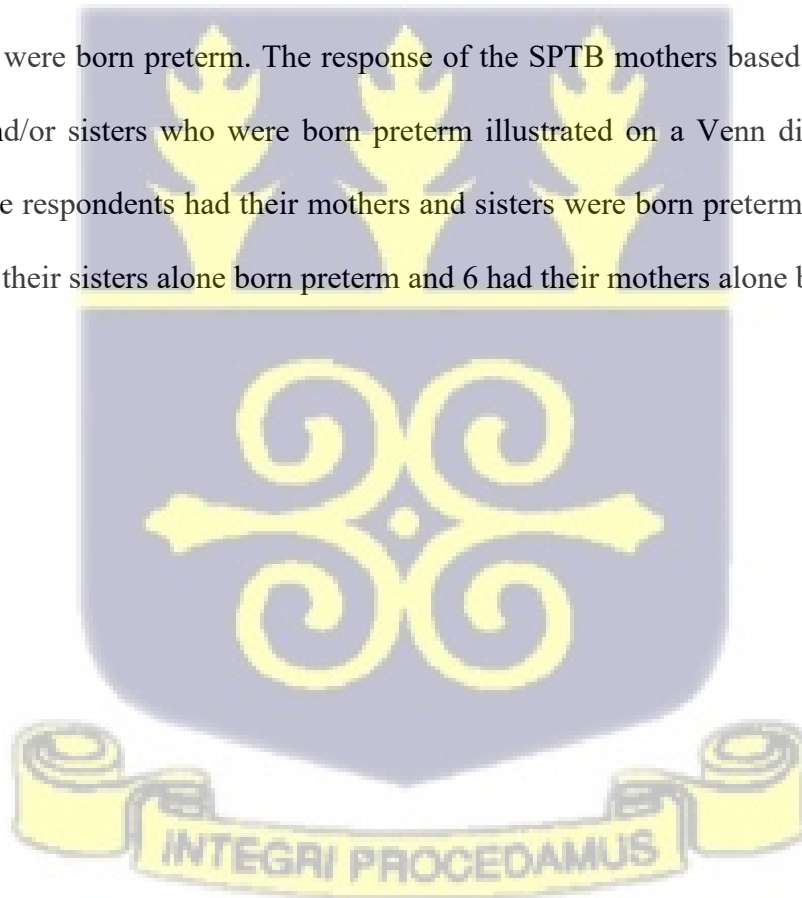 were born preterm. The response of the SPTB mothers based
nd/or sisters who were born preterm illustrated on a Venn di
e respondents had their mothers and sisters were born preterm
their sisters alone born preterm and 6 had their mothers alone b
INTEGRI PROCEDAMUS